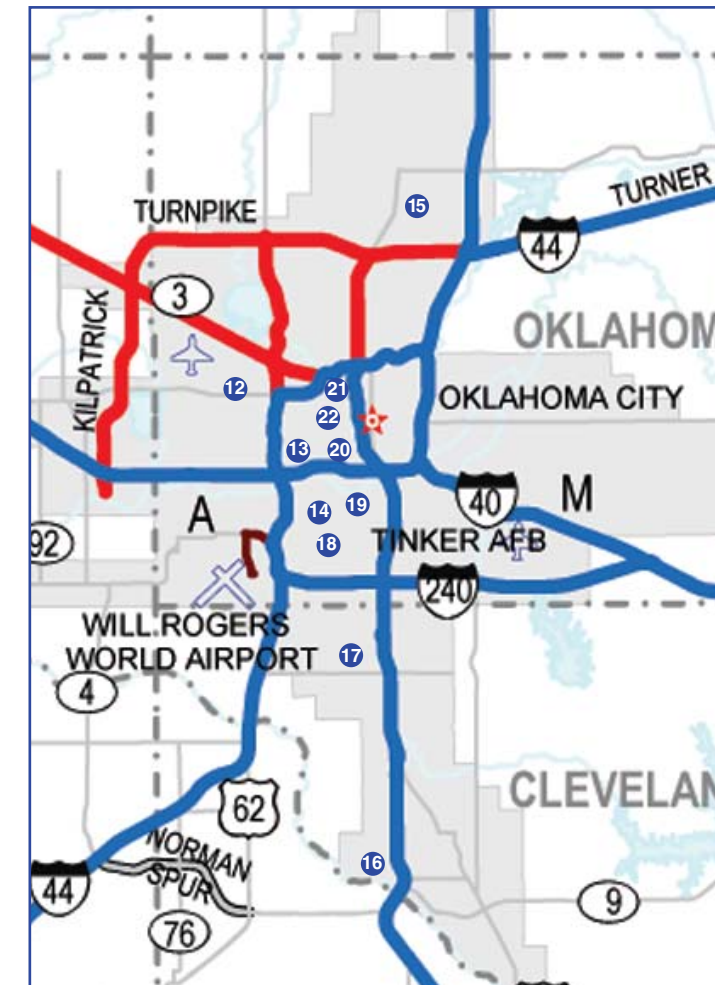 15
TURNER
TURNPIKE
44
3
OKLAHOM
KILPATRICK
12
21
OKLAHOMA CITY
22
13
20
40
M
14
19
A
92
18
TINKER AFB
240
WILL ROGERS
WORLD AIRPORT
17
4
62
CLEVELAN
NORMAN
SPUR
16
44
9
76